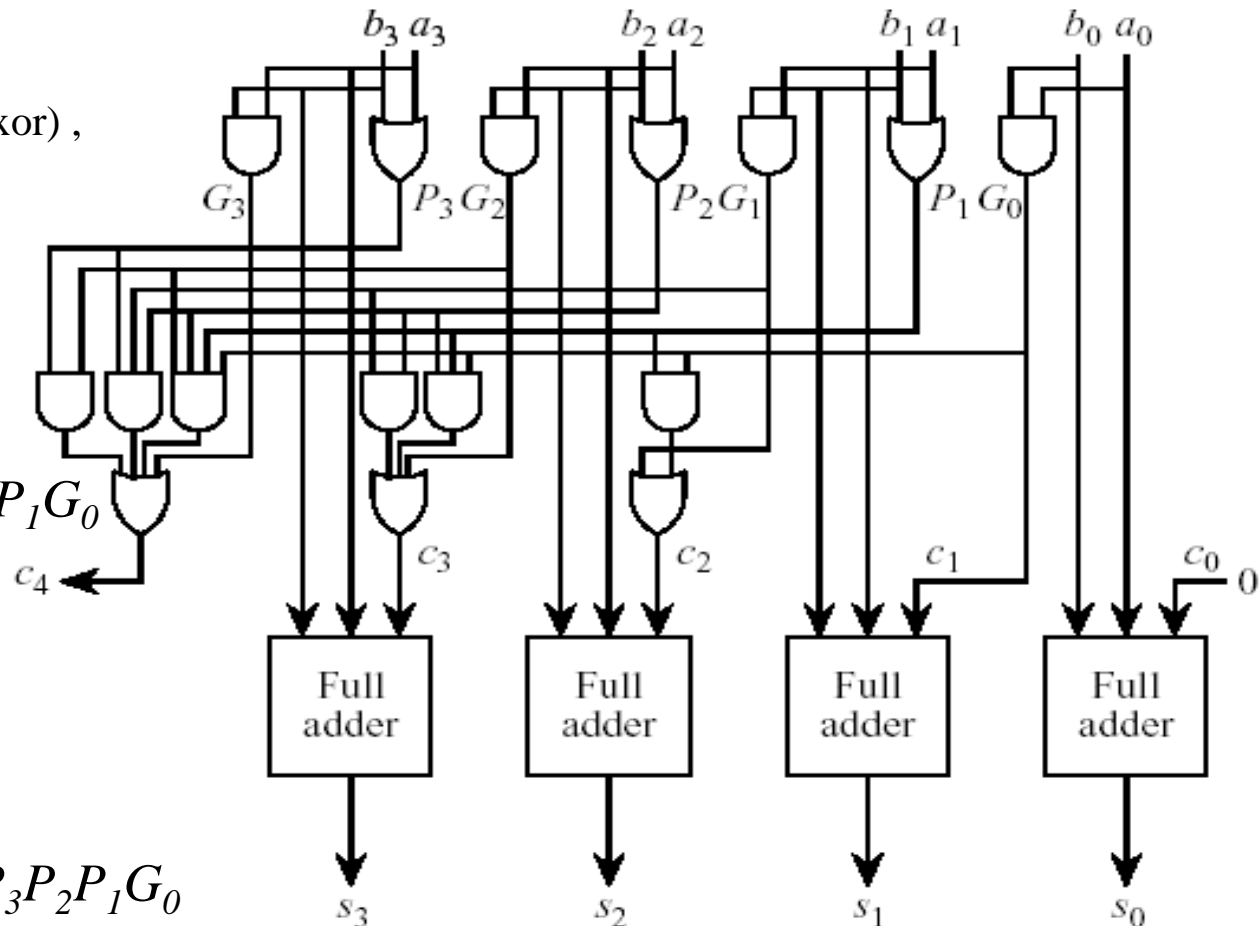 b₃ a₃ b₂ a₂ b₁ a₁ b₀ a₀
xor) ,
G₃ P₃ G₂ P₂ G₁ P₁ G₀
P₁G₀
c₄ c₃ c₂ c₁ c₀ 0
Full adder Full adder Full adder Full adder
P₃P₂P₁G₀
s₃ s₂ s₁ s₀